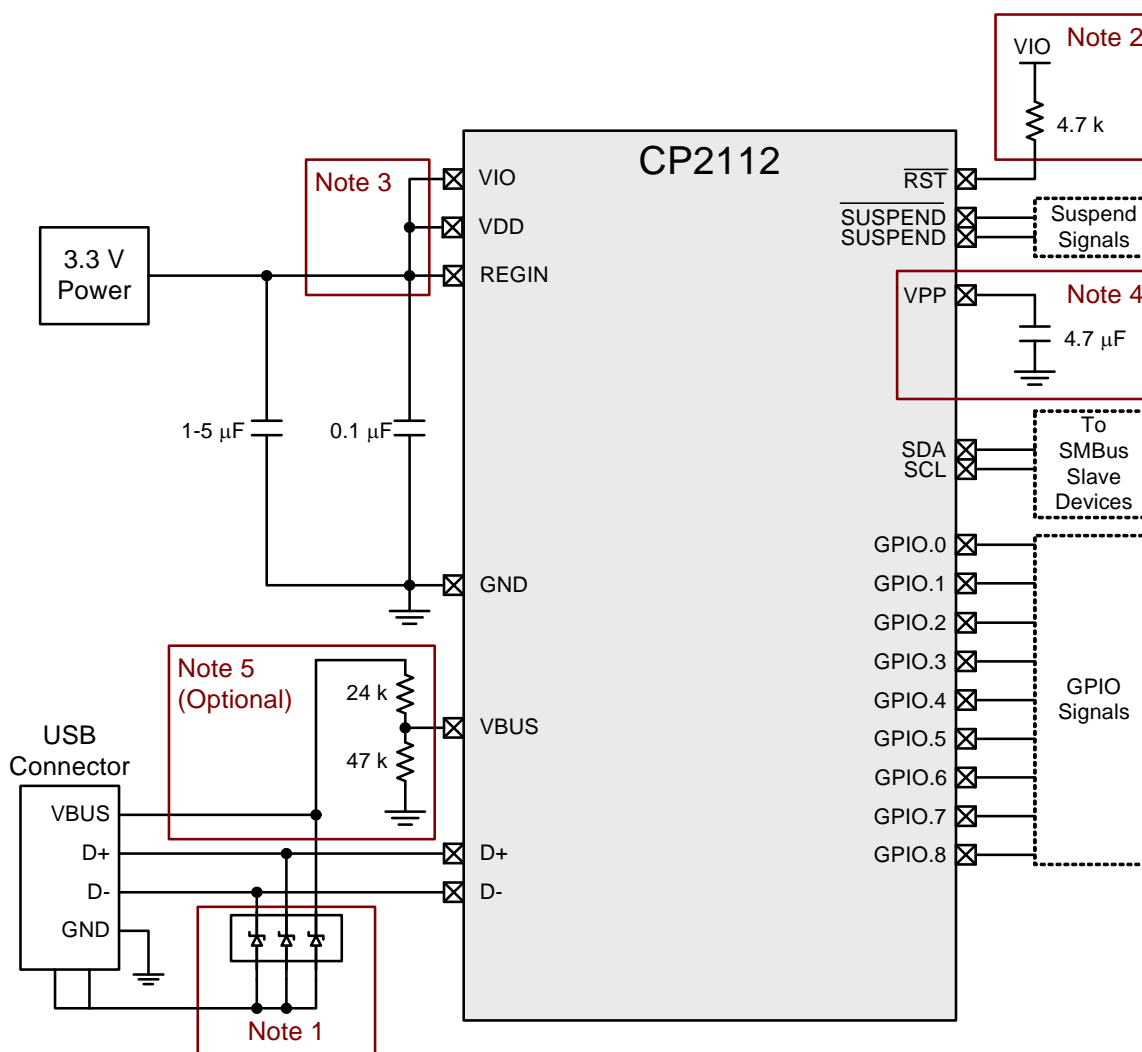 Note 2
VIO
4.7 k
CP2112
Note 3
VIO
RST
VDD
SUSPEND
SUSPEND
Suspend
Signals
3.3 V
Power
REGIN
VPP
Note 4
4.7 µF
1-5 µF
0.1 µF
SDA
SCL
To
SMBus
Slave
Devices
GND
GPIO.0
GPIO.1
GPIO.2
GPIO.3
GPIO.4
GPIO.5
GPIO.6
GPIO.7
GPIO.8
GPIO
Signals
Note 5
(Optional)
24 k
47 k
VBUS
USB
Connector
VBUS
D+
D-
GND
D+
D-
Note 1